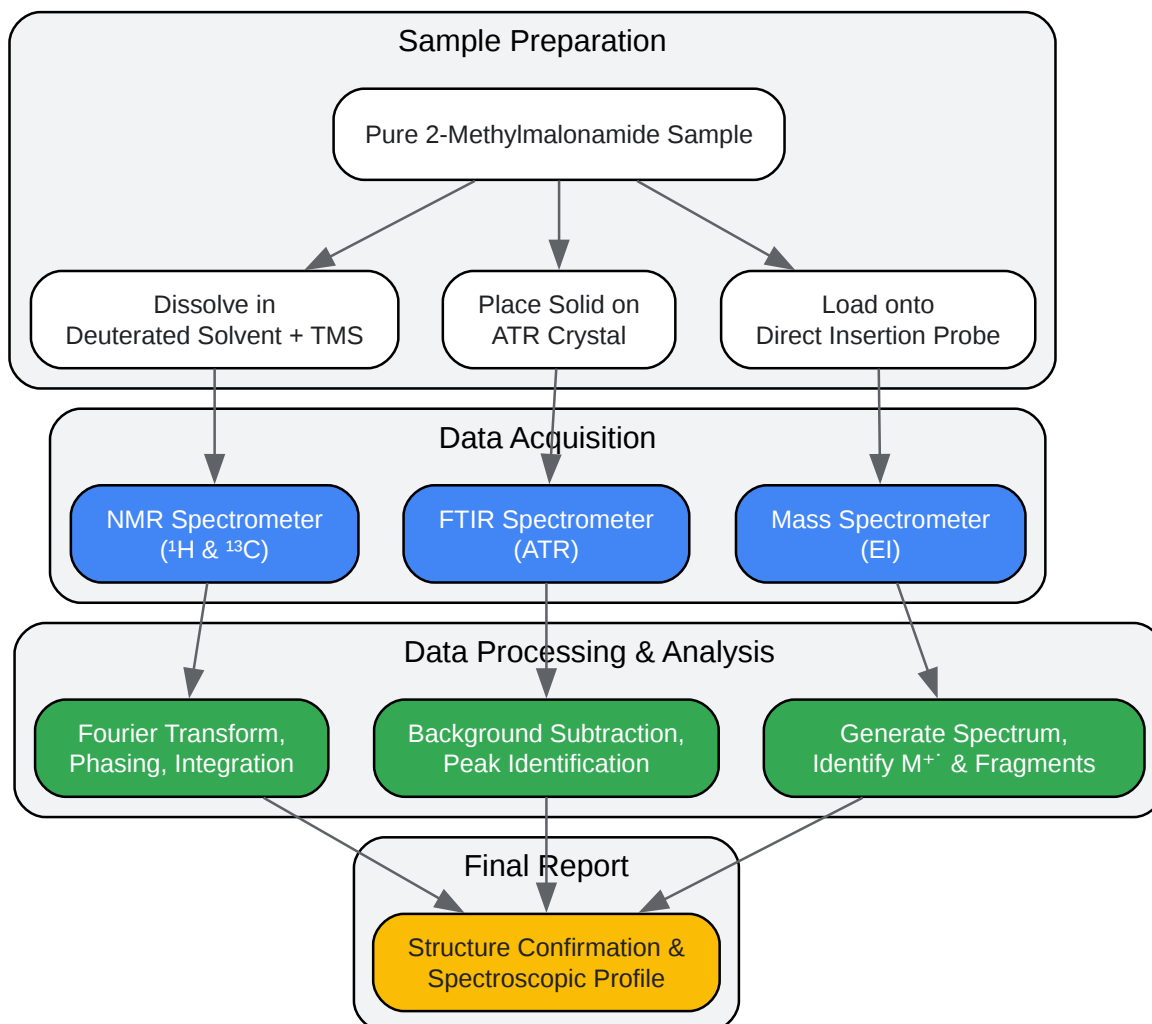 Sample Preparation
Pure 2-Methylmalonamide Sample
Dissolve in
Deuterated Solvent + TMS
Place Solid on
ATR Crystal
Load onto
Direct Insertion Probe
Data Acquisition
NMR Spectrometer
(¹H & ¹³C)
FTIR Spectrometer
(ATR)
Mass Spectrometer
(EI)
Data Processing & Analysis
Fourier Transform,
Phasing, Integration
Background Subtraction,
Peak Identification
Generate Spectrum,
Identify M⁺˙ & Fragments
Final Report
Structure Confirmation &
Spectroscopic Profile